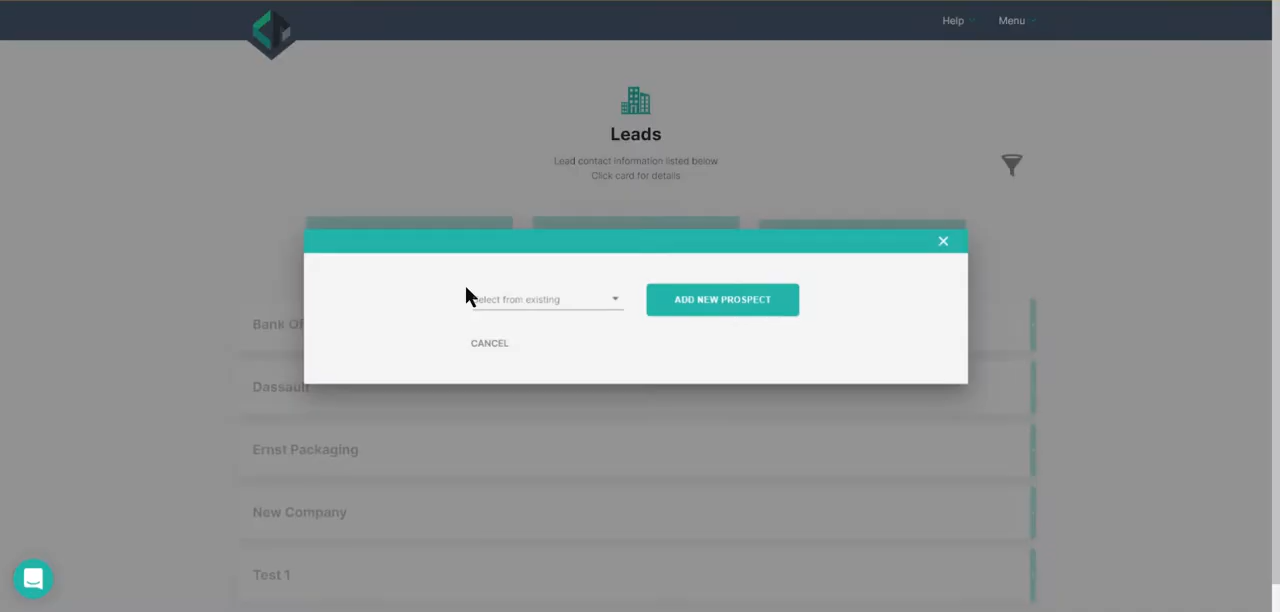 Help
Menu
Leads
Lead contact information listed below
Click card for details
elect from existing
ADD NEW PROSPECT
CANCEL
Bank Of
Dassault
Ernst Packaging
New Company
Test 1